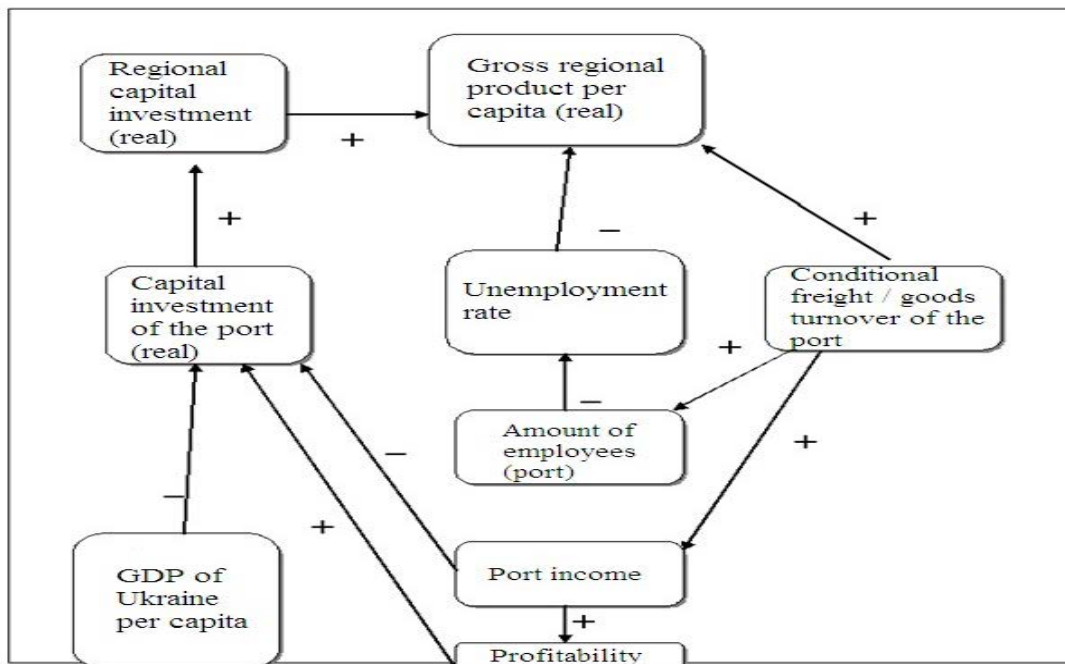 Regional
capital
investment
(real)
+
Gross regional
product per
capita (real)
+
−
+
Capital
investment
of the port
(real)
Unemployment
rate
Conditional
freight / goods
turnover of the
port
+
−
Amount of
employees
(port)
+
−
−
+
GDP of
Ukraine
per capita
Port income
+
Profitability